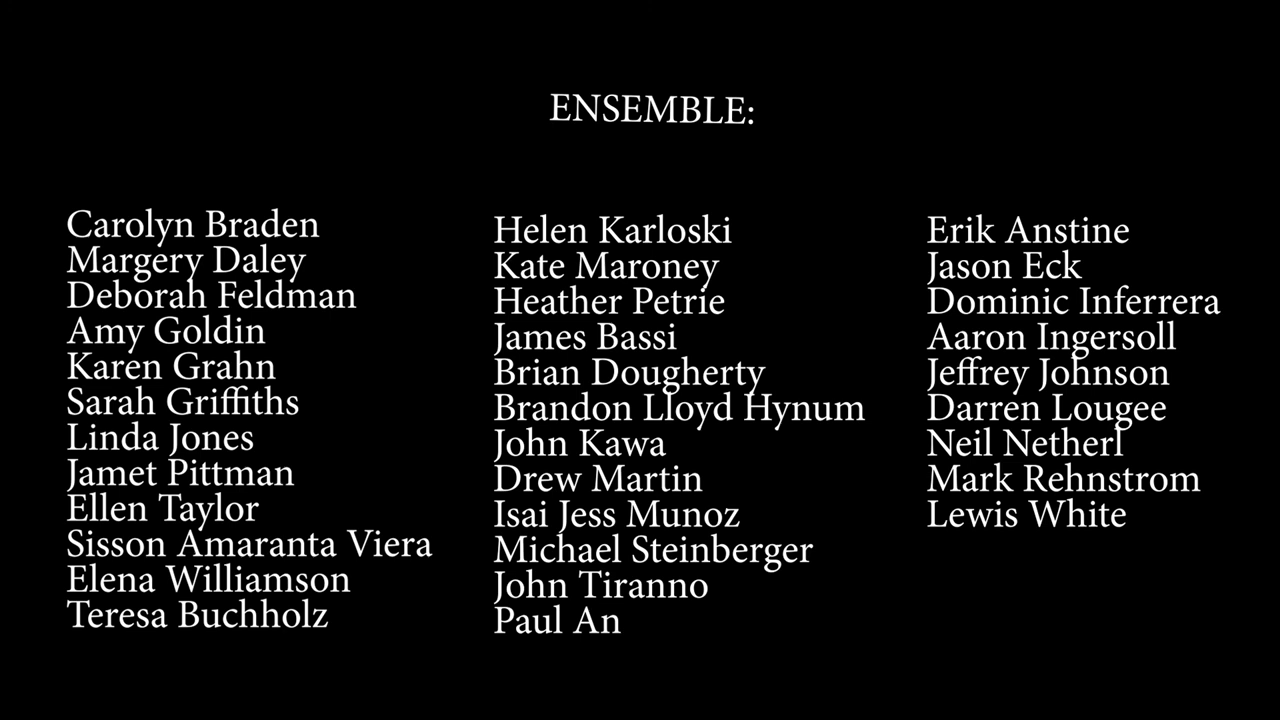 ENSEMBLE:
Carolyn Braden
Margery Daley
Deborah Feldman
Amy Goldin
Karen Grahn
Sarah Griffiths
Linda Jones
Jamet Pittman
Ellen Taylor
Sisson Amaranta Viera
Elena Williamson
Teresa Buchholz
Helen Karloski
Kate Maroney
Heather Petrie
James Bassi
Brian Dougherty
Brandon Lloyd Hynum
John Kawa
Drew Martin
Isai Jess Munoz
Michael Steinberger
John Tiranno
Paul An
Erik Anstine
Jason Eck
Dominic Inferrera
Aaron Ingersoll
Jeffrey Johnson
Darren Lougee
Neil Netherl
Mark Rehnstrom
Lewis White